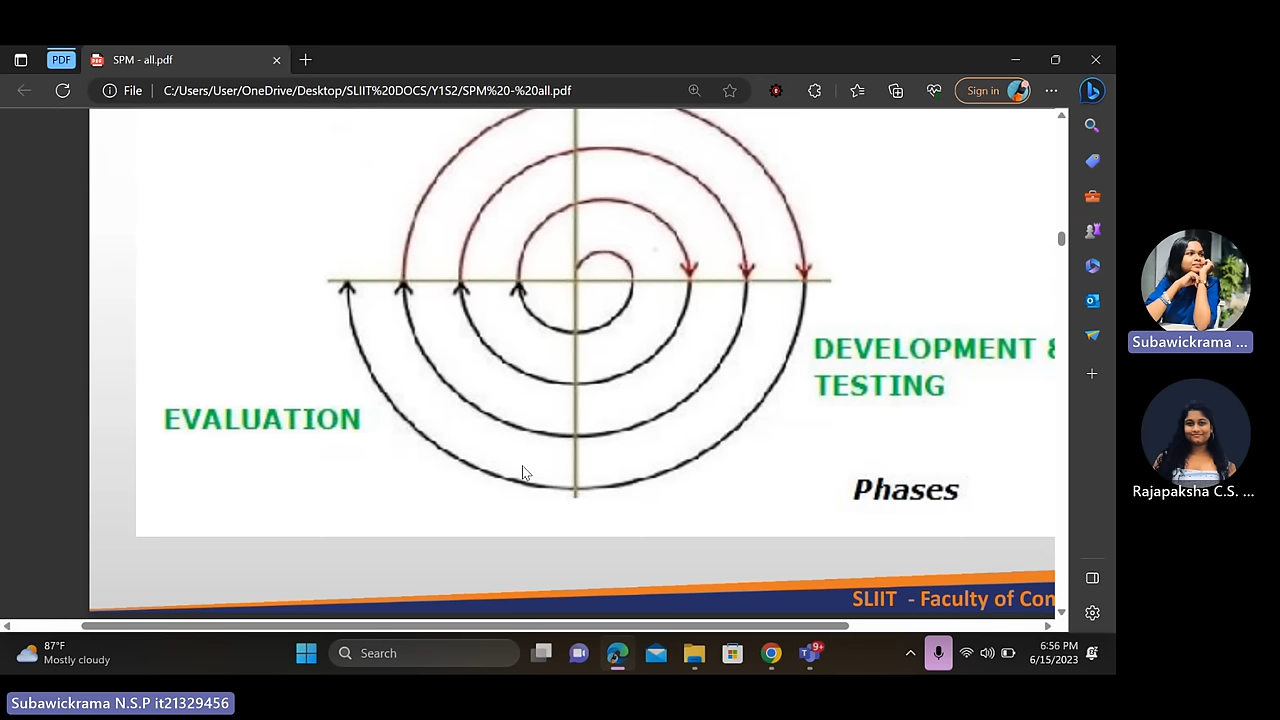 PDF
SPM - all.pdf
File
C:/Users/User/OneDrive/Desktop/SLIIT%20DOCS/Y1S2/SPM%20-%20all.pdf
Sign in
DEVELOPMENT &
TESTING
EVALUATION
Phases
SLIIT - Faculty of Com
Subawickrama ...
Rajapaksha C.S. ...
87°F
Mostly cloudy
Search
9+
6:56 PM
6/15/2023
Subawickrama N.S.P it21329456